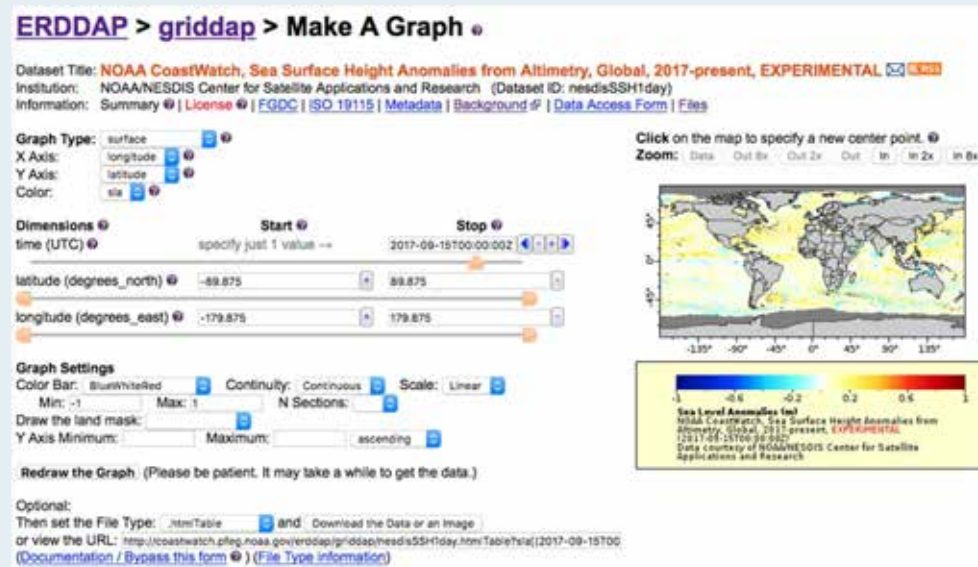 ERDDAP > griddap > Make A Graph
Dataset Title: NOAA CoastWatch, Sea Surface Height Anomalies from Altimetry, Global, 2017-present, EXPERIMENTAL RSS
Institution: NOAA/NESDIS Center for Satellite Applications and Research (Dataset ID: nesdisSSH1day)
Information: Summary | License | FGDC | ISO 19115 | Metadata | Background | Data Access Form | Files
Graph Type: surface
X Axis: longitude
Y Axis: latitude
Color: sla
Click on the map to specify a new center point.
Zoom: Data Out 8x Out 2x Out In In 2x In 8x
Dimensions Start Stop
time (UTC) specify just 1 value → 2017-09-15T00:00:00Z - +
latitude (degrees_north) -89.875 + 89.875 -
longitude (degrees_east) -179.875 + 179.875 -
45°
0°
-45°
-135° -90° -45° 0° 45° 90° 135°
Graph Settings
Color Bar: BlueWhiteRed Continuity: Continuous Scale: Linear
Min: -1 Max: 1 N Sections:
Draw the land mask:
Y Axis Minimum: Maximum: ascending
Redraw the Graph (Please be patient. It may take a while to get the data.)
-1 -0.6 -0.2 0.2 0.6 1
Sea Level Anomalies (m)
NOAA CoastWatch, Sea Surface Height Anomalies from
Altimetry, Global, 2017-present, EXPERIMENTAL
(2017-09-15T00:00:00Z)
Data courtesy of NOAA/NESDIS Center for Satellite
Applications and Research
Optional:
Then set the File Type: .htmlTable and Download the Data or an Image
or view the URL: http://coastwatch.pfeg.noaa.gov/erddap/griddap/nesdisSSH1day.htmlTable?sla[(2017-09-15T00
(Documentation / Bypass this form ) (File Type information)